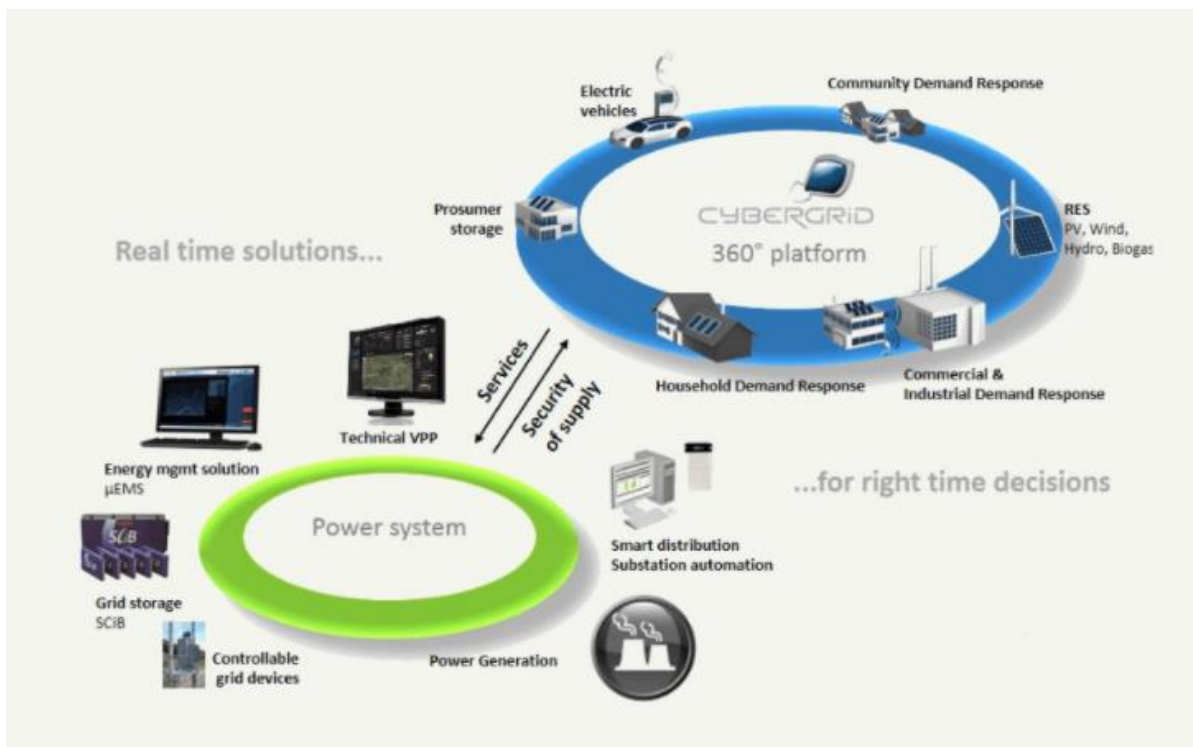 Electric
vehicles
Community Demand Response
CYBERGRID
360° platform
Prosumer
storage
RES
PV, Wind,
Hydro, Biogas
Real time solutions...
Household Demand Response
Commercial &
Industrial Demand Response
Services
Security
of supply
Technical VPP
Energy mgmt solution
µEMS
...for right time decisions
Power system
SCiB
Smart distribution
Substation automation
Grid storage
SCiB
Controllable
grid devices
Power Generation